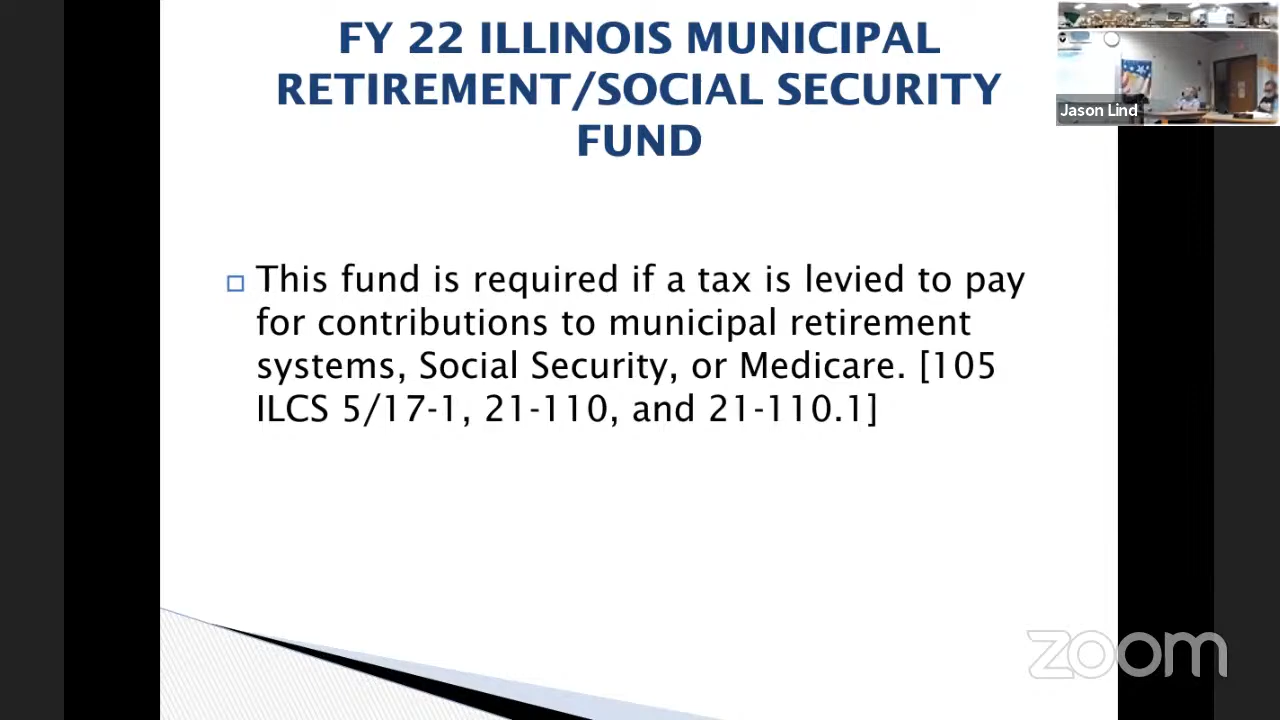 FY 22 ILLINOIS MUNICIPAL
RETIREMENT/SOCIAL SECURITY
FUND
Jason Lind
This fund is required if a tax is levied to pay
for contributions to municipal retirement
systems, Social Security, or Medicare. [105
ILCS 5/17-1, 21-110, and 21-110.1]
zoom